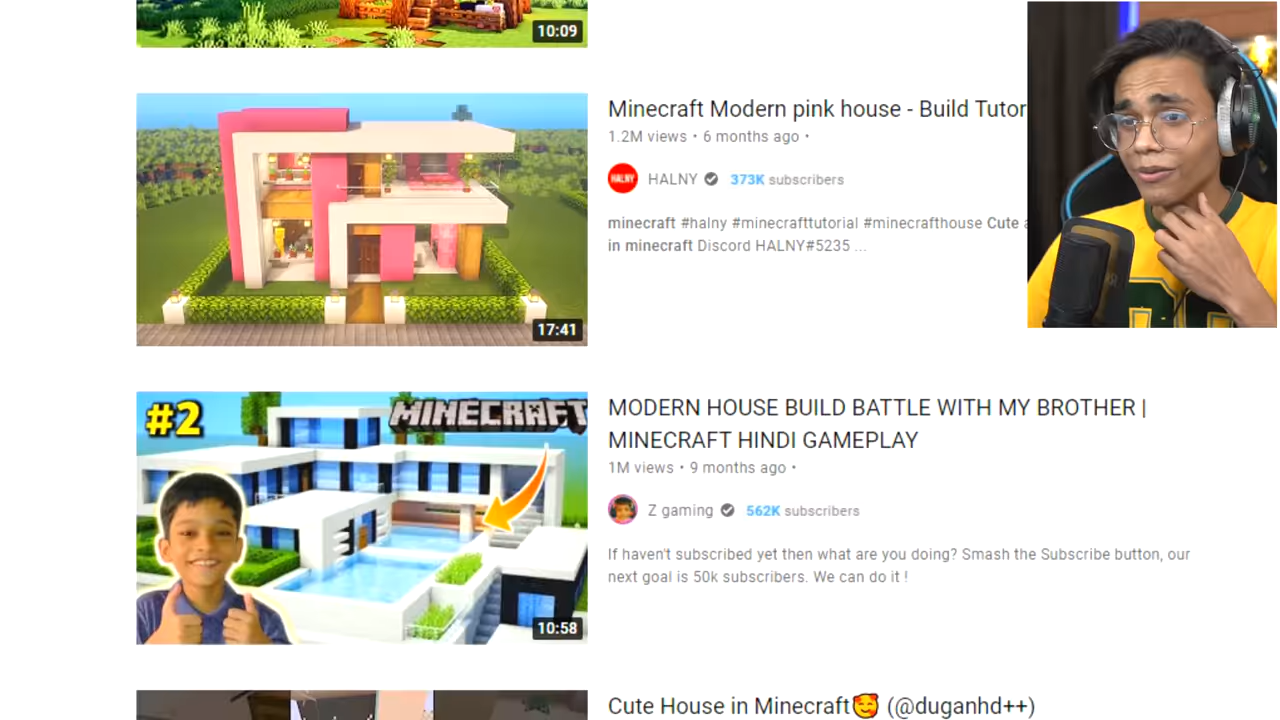 10:09
Minecraft Modern pink house - Build Tutor
1.2M views • 6 months ago •
HALNY
HALNY 373K subscribers
minecraft #halny #minecrafttutorial #minecrafthouse Cute
in minecraft Discord HALNY#5235 ...
17:41
#2 MINECRAFT
MODERN HOUSE BUILD BATTLE WITH MY BROTHER |
MINECRAFT HINDI GAMEPLAY
1M views • 9 months ago •
Z gaming 562K subscribers
If haven't subscribed yet then what are you doing? Smash the Subscribe button, our
next goal is 50k subscribers. We can do it !
10:58
Cute House in Minecraft🥰 (@duganhd++)